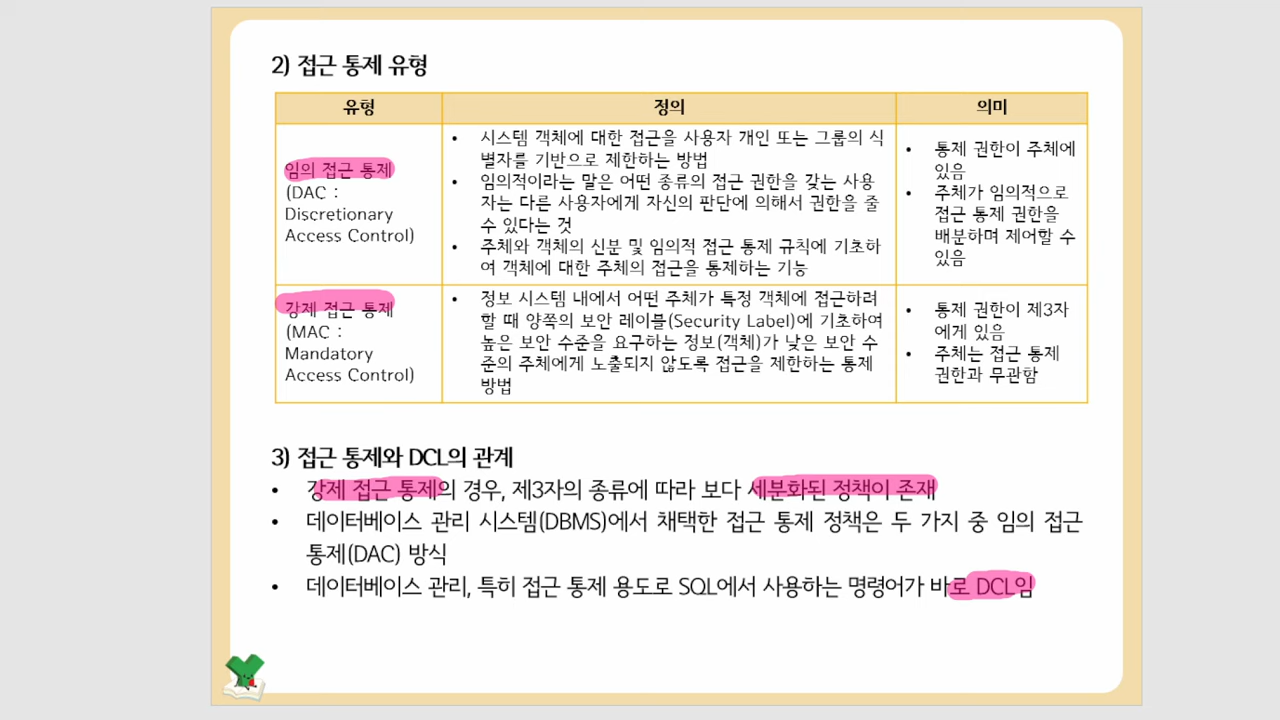 2) 접근 통제 유형
유형
정의
의미
임의 접근 통제
(DAC :
Discretionary
Access Control)
• 시스템 객체에 대한 접근을 사용자 개인 또는 그룹의 식
별자를 기반으로 제한하는 방법
• 임의적이라는 말은 어떤 종류의 접근 권한을 갖는 사용
자는 다른 사용자에게 자신의 판단에 의해서 권한을 줄
수 있다는 것
• 주체와 객체의 신분 및 임의적 접근 통제 규칙에 기초하
여 객체에 대한 주체의 접근을 통제하는 기능
• 통제 권한이 주체에
있음
• 주체가 임의적으로
접근 통제 권한을
배분하며 제어할 수
있음
강제 접근 통제
(MAC :
Mandatory
Access Control)
• 정보 시스템 내에서 어떤 주체가 특정 객체에 접근하려
할 때 양쪽의 보안 레이블(Security Label)에 기초하여
높은 보안 수준을 요구하는 정보(객체)가 낮은 보안 수
준의 주체에게 노출되지 않도록 접근을 제한하는 통제
방법
• 통제 권한이 제3자
에게 있음
• 주체는 접근 통제
권한과 무관함
3) 접근 통제와 DCL의 관계
• 강제 접근 통제의 경우, 제3자의 종류에 따라 보다 세분화된 정책이 존재
• 데이터베이스 관리 시스템(DBMS)에서 채택한 접근 통제 정책은 두 가지 중 임의 접근
통제(DAC) 방식
• 데이터베이스 관리, 특히 접근 통제 용도로 SQL에서 사용하는 명령어가 바로 DCL임